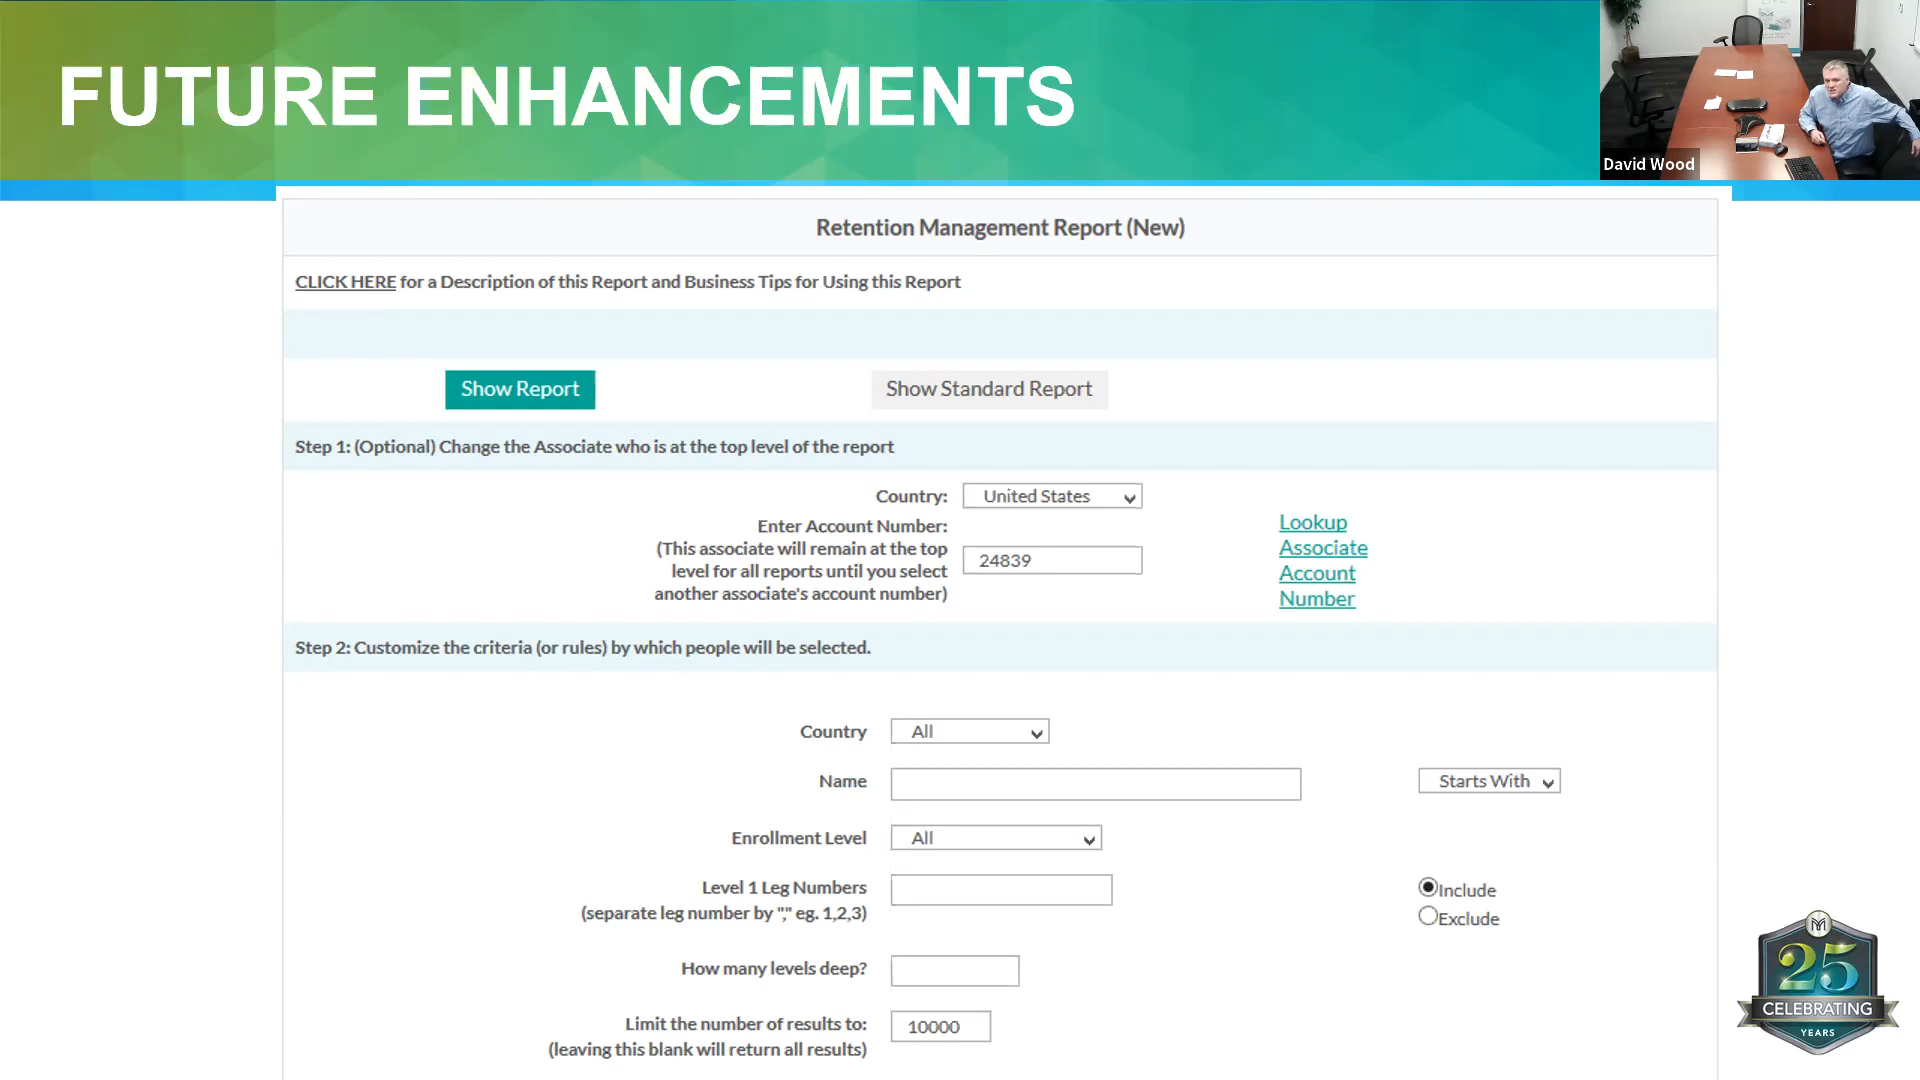 FUTURE ENHANCEMENTS
David Wood
Retention Management Report (New)
CLICK HERE for a Description of this Report and Business Tips for Using this Report
Show Report
Show Standard Report
Step 1: (Optional) Change the Associate who is at the top level of the report
Country:
United States
Enter Account Number:
(This associate will remain at the top
level for all reports until you select
another associate's account number)
24839
Lookup
Associate
Account
Number
Step 2: Customize the criteria (or rules) by which people will be selected.
Country
All
Name
Starts With
Enrollment Level
All
Level 1 Leg Numbers
(separate leg number by "," eg. 1,2,3)
Include
Exclude
How many levels deep?
Limit the number of results to:
(leaving this blank will return all results)
10000
25
CELEBRATING
YEARS